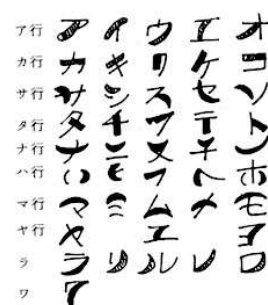 ア行 ア イ ウ エ オ
カ行 カ キ ク ケ コ
サ行 サ シ ス セ ソ
タ行 タ チ ツ テ ト
ナ行 ナ ニ ヌ ネ ノ
ハ行 ハ ヒ フ ヘ ホ
マ行 マ ミ ム メ モ
ヤ行 ヤ ユ ヨ
ラ ラ リ ル レ ロ
ワ ワ